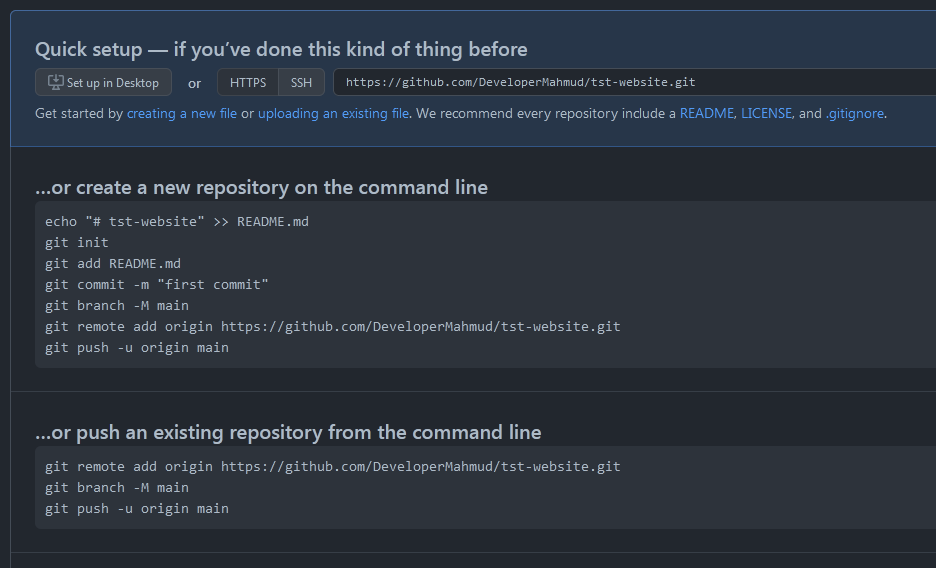 Quick setup — if you’ve done this kind of thing before
Set up in Desktop or HTTPS SSH https://github.com/DeveloperMahmud/tst-website.git
Get started by creating a new file or uploading an existing file. We recommend every repository include a README, LICENSE, and .gitignore.
…or create a new repository on the command line
echo "# tst-website" >> README.md
git init
git add README.md
git commit -m "first commit"
git branch -M main
git remote add origin https://github.com/DeveloperMahmud/tst-website.git
git push -u origin main
…or push an existing repository from the command line
git remote add origin https://github.com/DeveloperMahmud/tst-website.git
git branch -M main
git push -u origin main